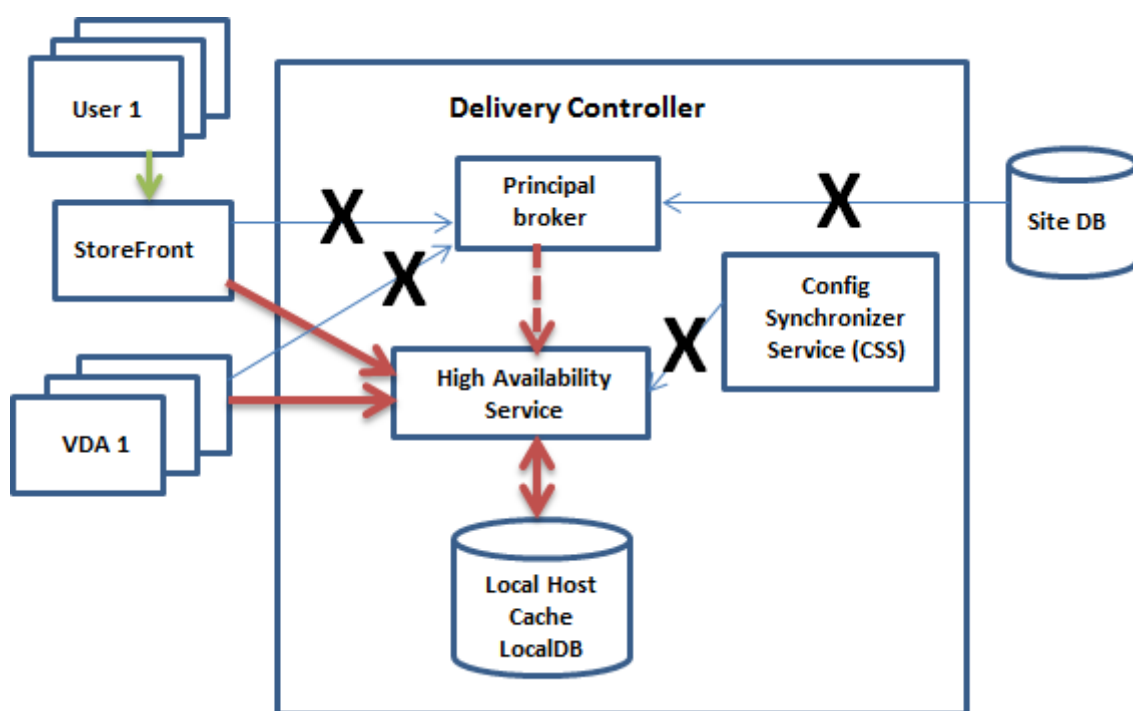 User 1
Delivery Controller
Principal
broker
X
X
Site DB
StoreFront
X
Config
Synchronizer
Service (CSS)
X
High Availability
Service
VDA 1
Local Host
Cache
LocalDB